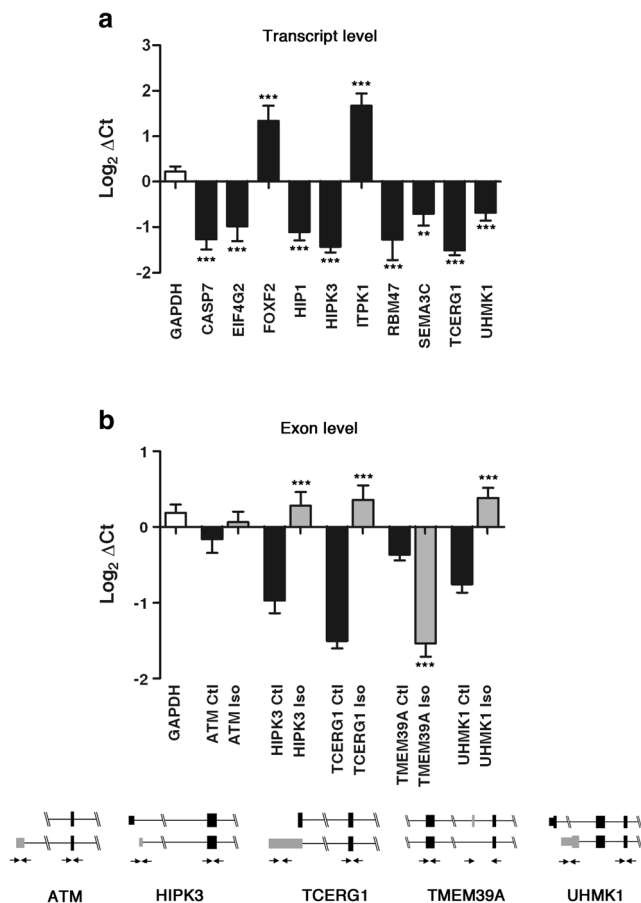 a
Transcript level
Log2 ΔCt
3
2
1
0
-1
-2
***
***
***
***
***
***
***
**
***
***
GAPDH
CASP7
EIF4G2
FOXF2
HIP1
HIPK3
ITPK1
RBM47
SEMA3C
TCERG1
UHMK1
b
Exon level
Log2 ΔCt
1
0
-1
-2
***
***
***
***
GAPDH
ATM Ctl
ATM Iso
HIPK3 Ctl
HIPK3 Iso
TCERG1 Ctl
TCERG1 Iso
TMEM39A Ctl
TMEM39A Iso
UHMK1 Ctl
UHMK1 Iso
ATM
HIPK3
TCERG1
TMEM39A
UHMK1